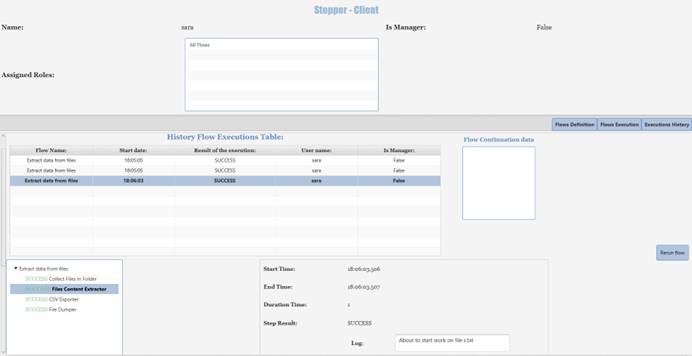 Stepper - Client
Name: sara Is Manager: False
All Flows
Assigned Roles:
Flows Definition Flows Execution Executions History
History Flow Executions Table: Flow Continuation data
Flow Name: Start date: Result of the execution: User name: Is Manager:
Extract data from files 18:05:05 SUCCESS sara False
Extract data from files 18:05:05 SUCCESS sara False
Extract data from files 18:06:03 SUCCESS sara False
Rerun flow
Extract data from files
SUCCESS Collect Files In Folder
SUCCESS Files Content Extractor
SUCCESS CSV Exporter
SUCCESS File Dumper
Start Time: 18:06:03.506
End Time: 18:06:03.507
Duration Time: 1
Step Result: SUCCESS
Log: About to start work on file s.txt